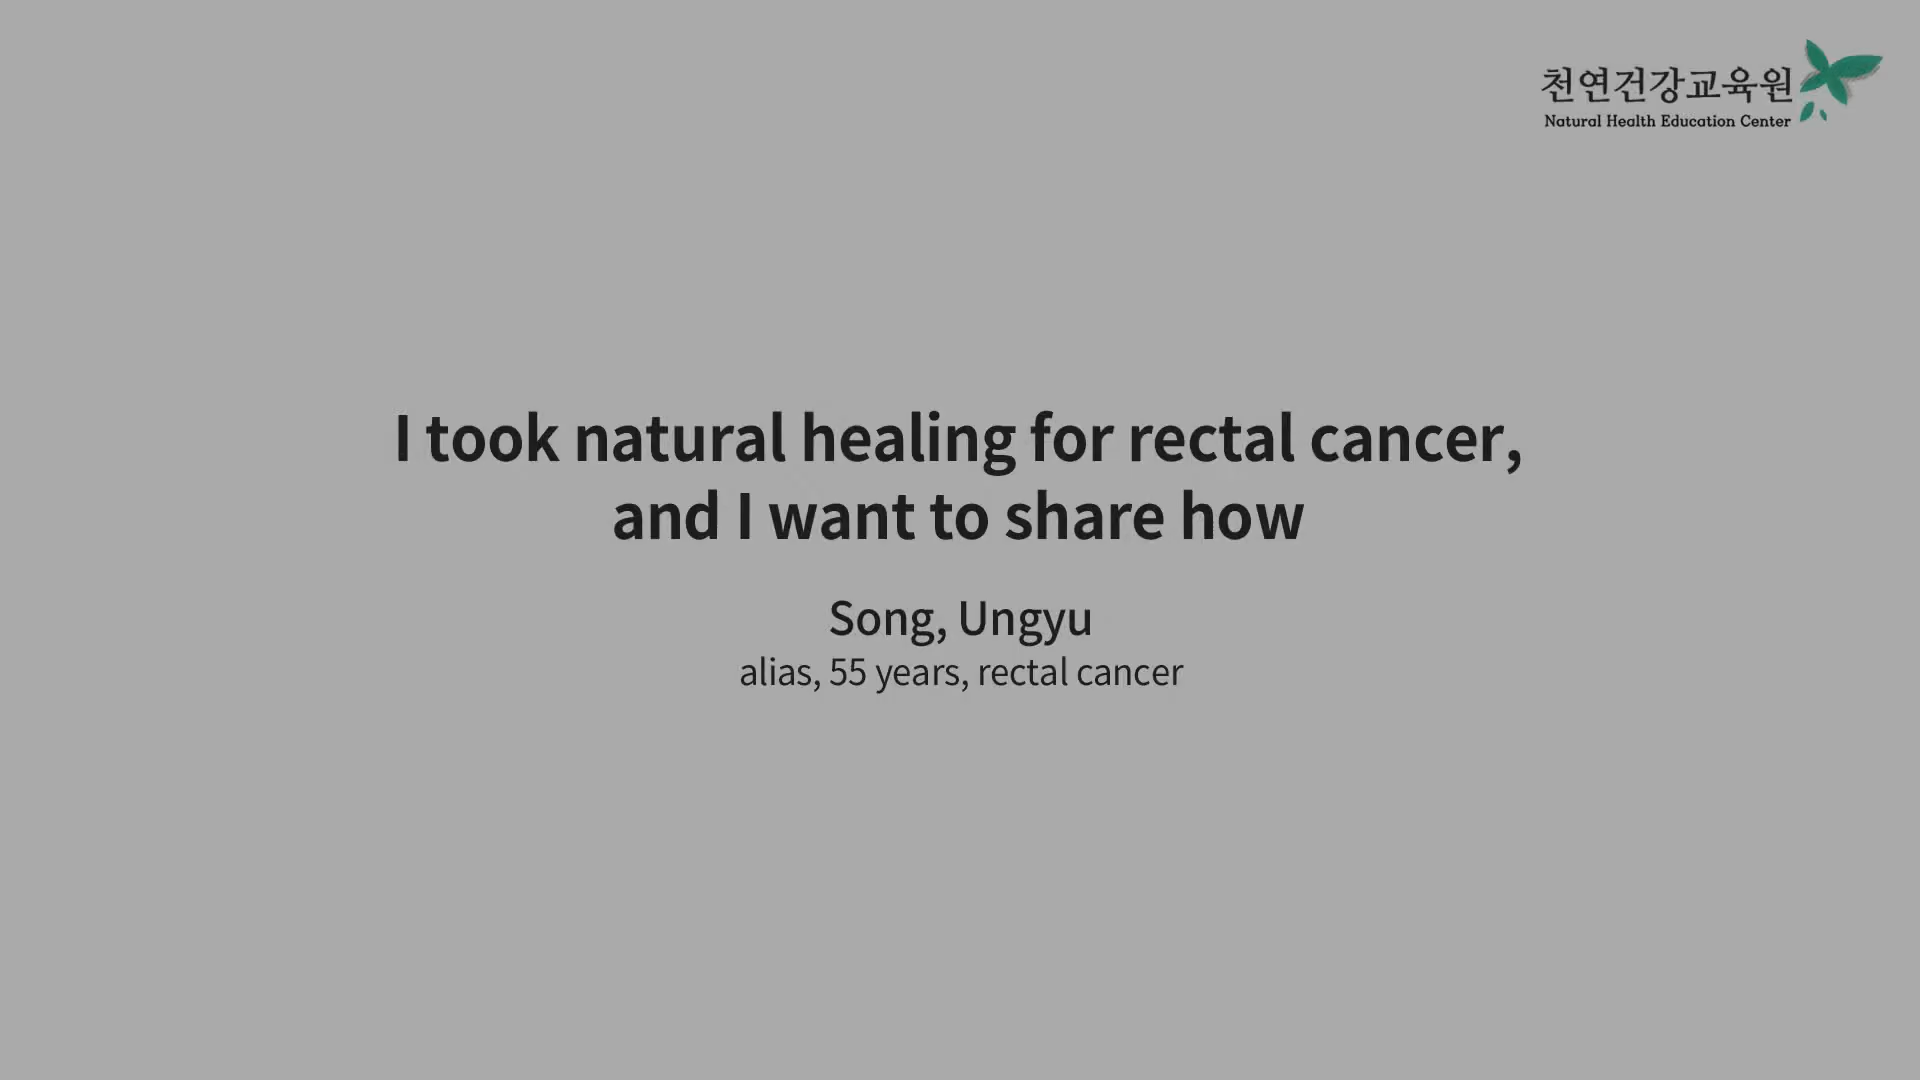 천연건강교육원
Natural Health Education Center
I took natural healing for rectal cancer,
and I want to share how
Song, Ungyu
alias, 55 years, rectal cancer